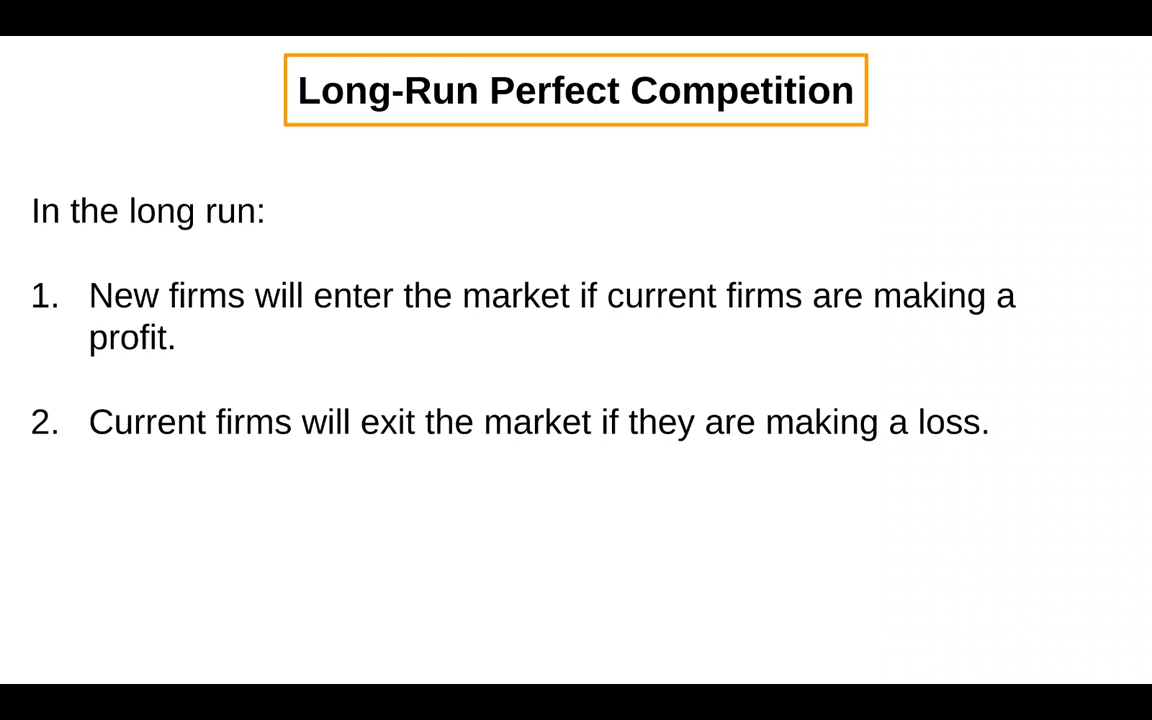 Long-Run Perfect Competition
In the long run:
1. New firms will enter the market if current firms are making a
profit.
2. Current firms will exit the market if they are making a loss.